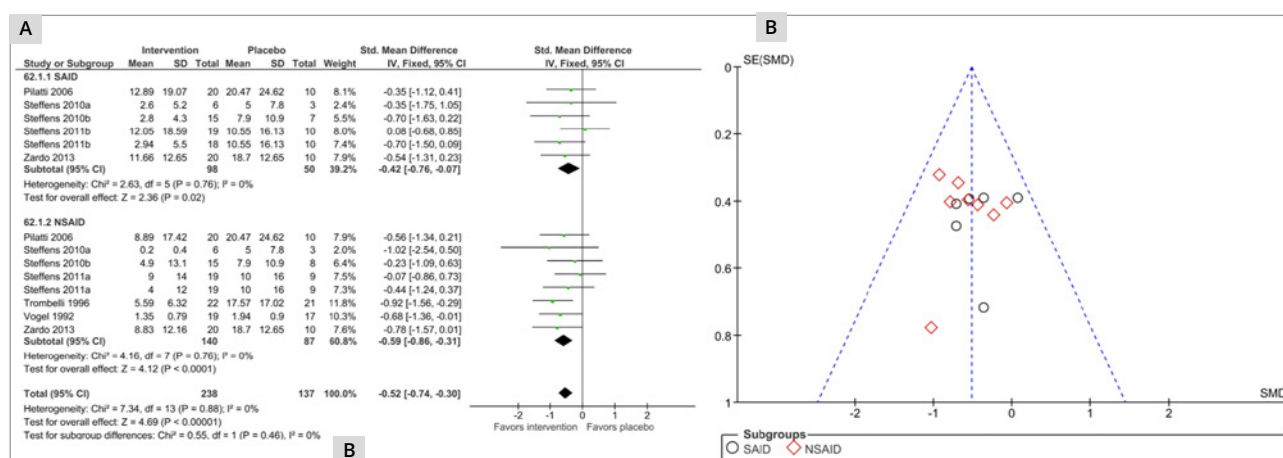 A
Intervention Placebo Std. Mean Difference Std. Mean Difference
Study or Subgroup Mean SD Total Mean SD Total Weight IV, Fixed, 95% CI IV, Fixed, 95% CI
62.1.1 SAID
Pilatti 2006 12.89 19.07 20 20.47 24.62 10 8.1% -0.35 [-1.12, 0.41]
Steffens 2010a 2.6 5.2 6 5 7.8 3 2.4% -0.35 [-1.75, 1.05]
Steffens 2010b 2.8 4.3 15 7.9 10.9 7 5.5% -0.70 [-1.63, 0.22]
Steffens 2011b 12.05 18.59 19 10.55 16.13 10 8.1% 0.08 [-0.68, 0.85]
Steffens 2011b 2.94 5.5 18 10.55 16.13 10 7.4% -0.70 [-1.50, 0.09]
Zardo 2013 11.66 12.65 20 18.7 12.65 10 7.9% -0.54 [-1.31, 0.23]
Subtotal (95% CI) 98 50 39.2% -0.42 [-0.76, -0.07]
Heterogeneity: Chi² = 2.63, df = 5 (P = 0.76); I² = 0%
Test for overall effect: Z = 2.36 (P = 0.02)
62.1.2 NSAID
Pilatti 2006 8.89 17.42 20 20.47 24.62 10 7.9% -0.56 [-1.34, 0.21]
Steffens 2010a 0.2 0.4 6 5 7.8 3 2.1% -1.02 [-2.54, 0.50]
Steffens 2010b 4.9 13.1 15 7.9 10.9 8 6.5% -0.23 [-1.09, 0.63]
Steffens 2011a 9 14 19 10 16 9 7.5% -0.07 [-0.86, 0.73]
Steffens 2011a 4 12 19 10 16 9 7.3% -0.44 [-1.24, 0.37]
Trombelli 1996 5.59 6.32 22 17.57 17.02 21 11.8% -0.92 [-1.56, -0.29]
Vogel 1992 1.35 0.79 19 1.94 0.9 17 10.3% -0.68 [-1.36, -0.01]
Zardo 2013 8.83 12.16 20 18.7 12.65 10 7.6% -0.78 [-1.57, 0.01]
Subtotal (95% CI) 140 87 60.8% -0.59 [-0.86, -0.31]
Heterogeneity: Chi² = 4.16, df = 7 (P = 0.76); I² = 0%
Test for overall effect: Z = 4.12 (P < 0.0001)
Total (95% CI) 238 137 100.0% -0.52 [-0.74, -0.30]
Heterogeneity: Chi² = 7.34, df = 13 (P = 0.88); I² = 0%
Test for overall effect: Z = 4.69 (P < 0.00001)
Test for subgroup differences: Chi² = 0.55, df = 1 (P = 0.46), I² = 0%
-2 -1 0 1 2
Favors intervention Favors placebo
B
B
SE(SMD)
0
0.2
0.4
0.6
0.8
1
-2 -1 0 1 2
SMD
Subgroups
SAID NSAID